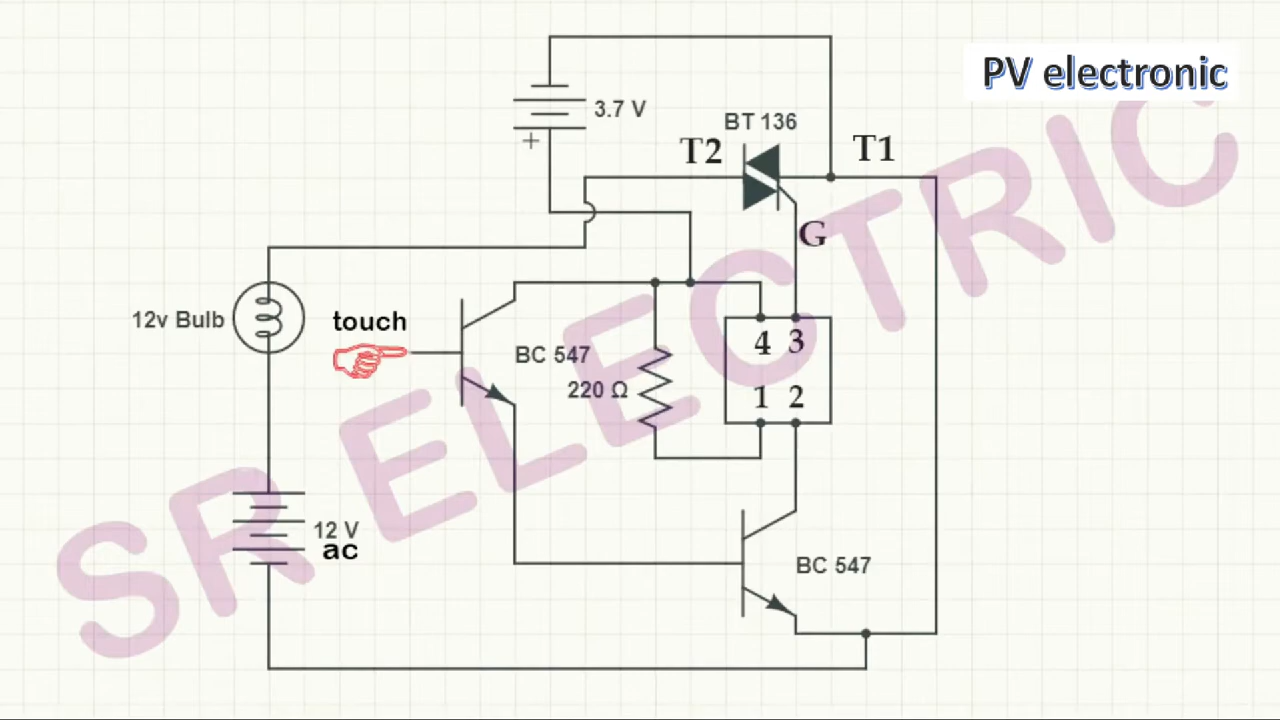 PV electronic
3.7 V
+
BT 136
T2
T1
G
12v Bulb
touch
BC 547
220 Ω
4 3
1 2
12 V
ac
BC 547
SR ELECTRIC